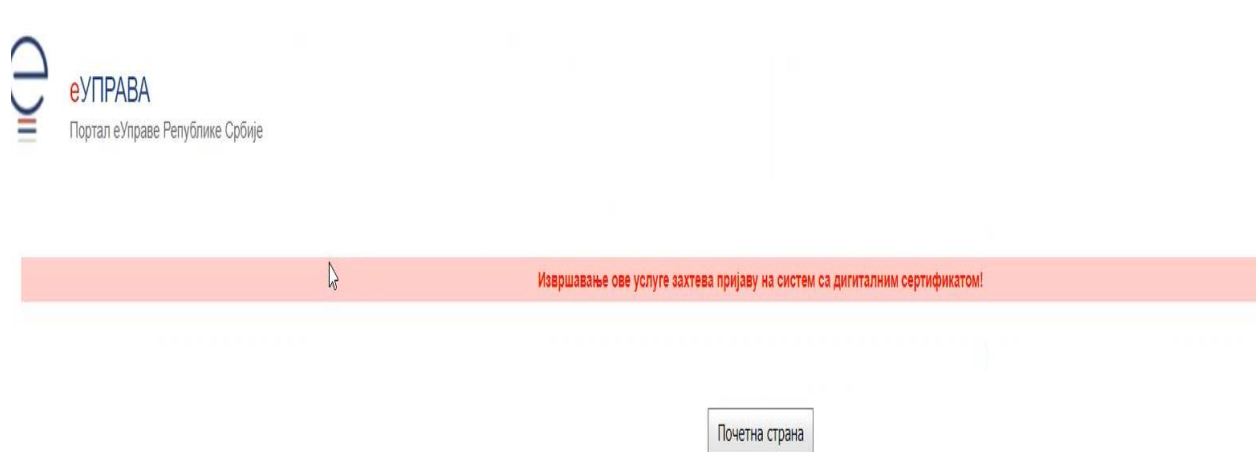 еУПРАВА
Портал еУправе Републике Србије
Извршавање ове услуге захтева пријаву на систем са дигиталним сертификатом!
Почетна страна